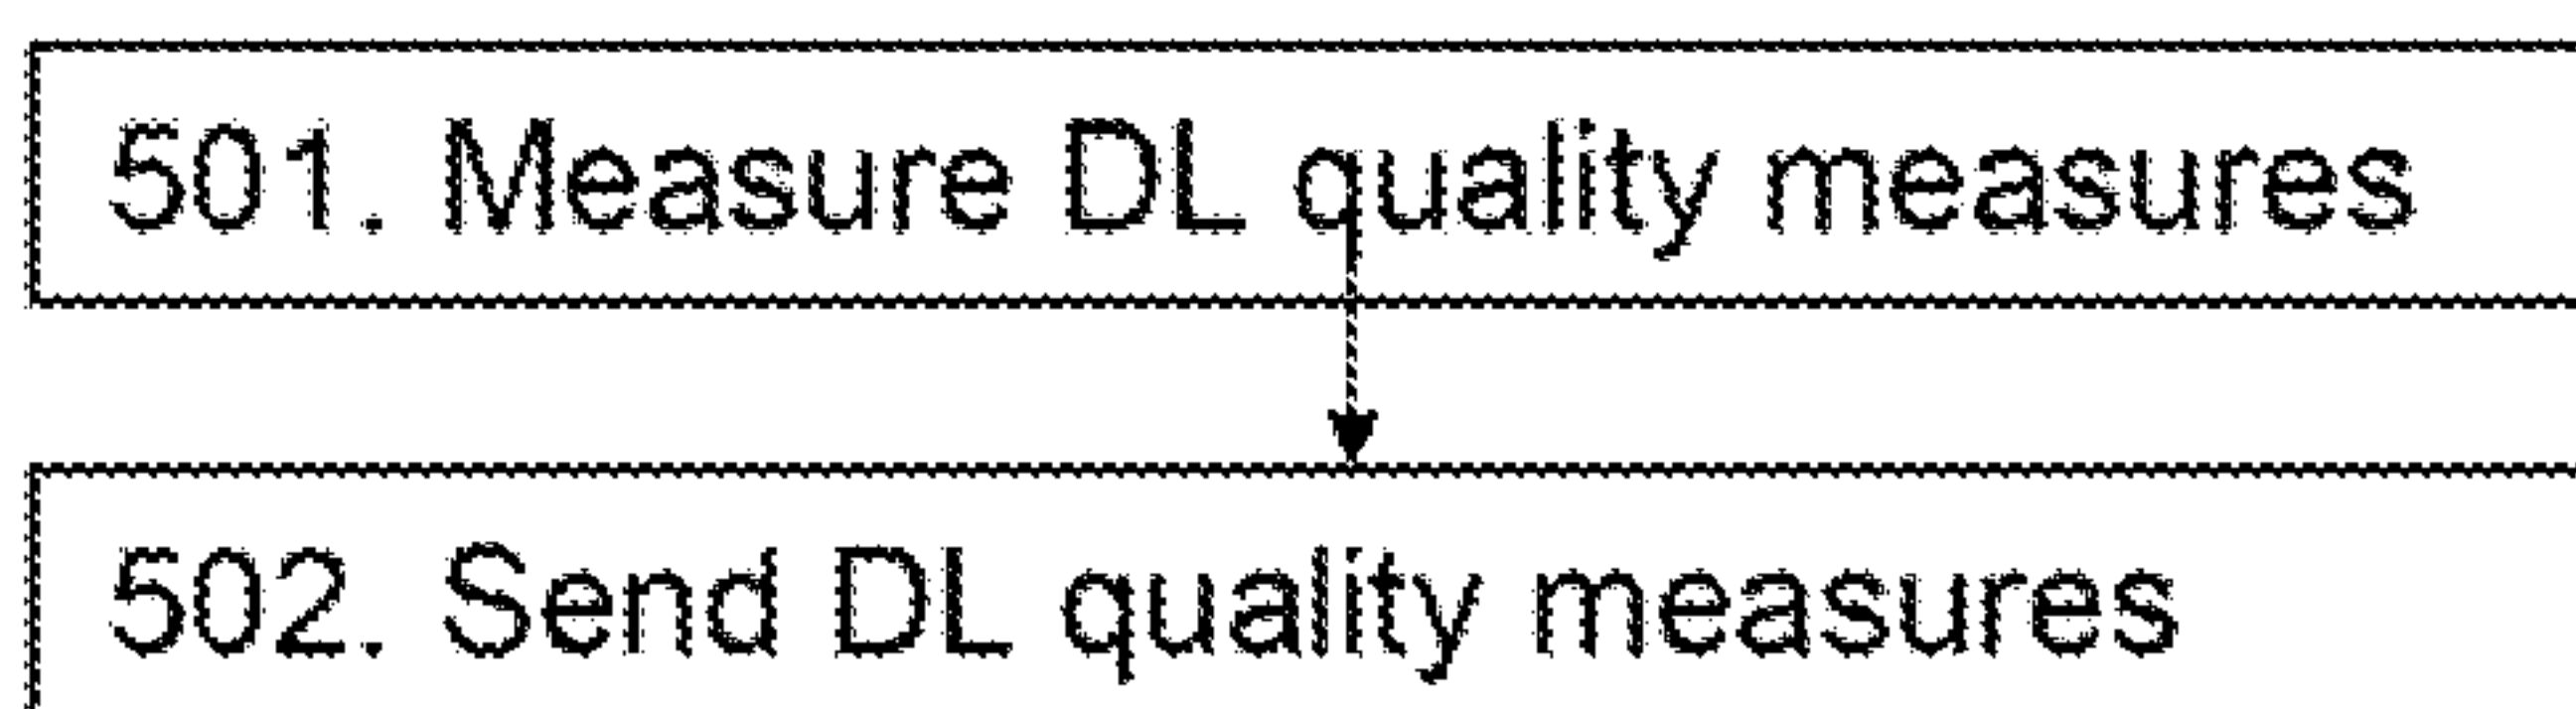 501. Measure DL quality measures
502. Send DL quality measures